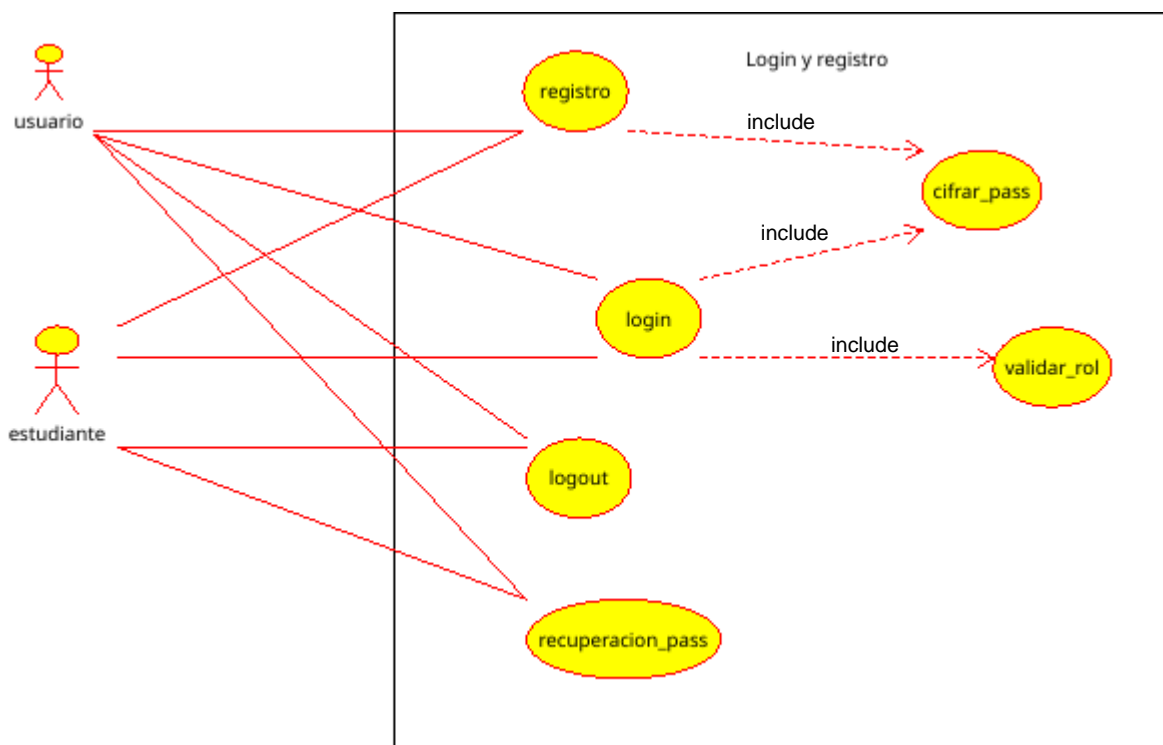 Login y registro
usuario
registro
include
cifrar_pass
include
login
include
validar_rol
estudiante
logout
recuperacion_pass